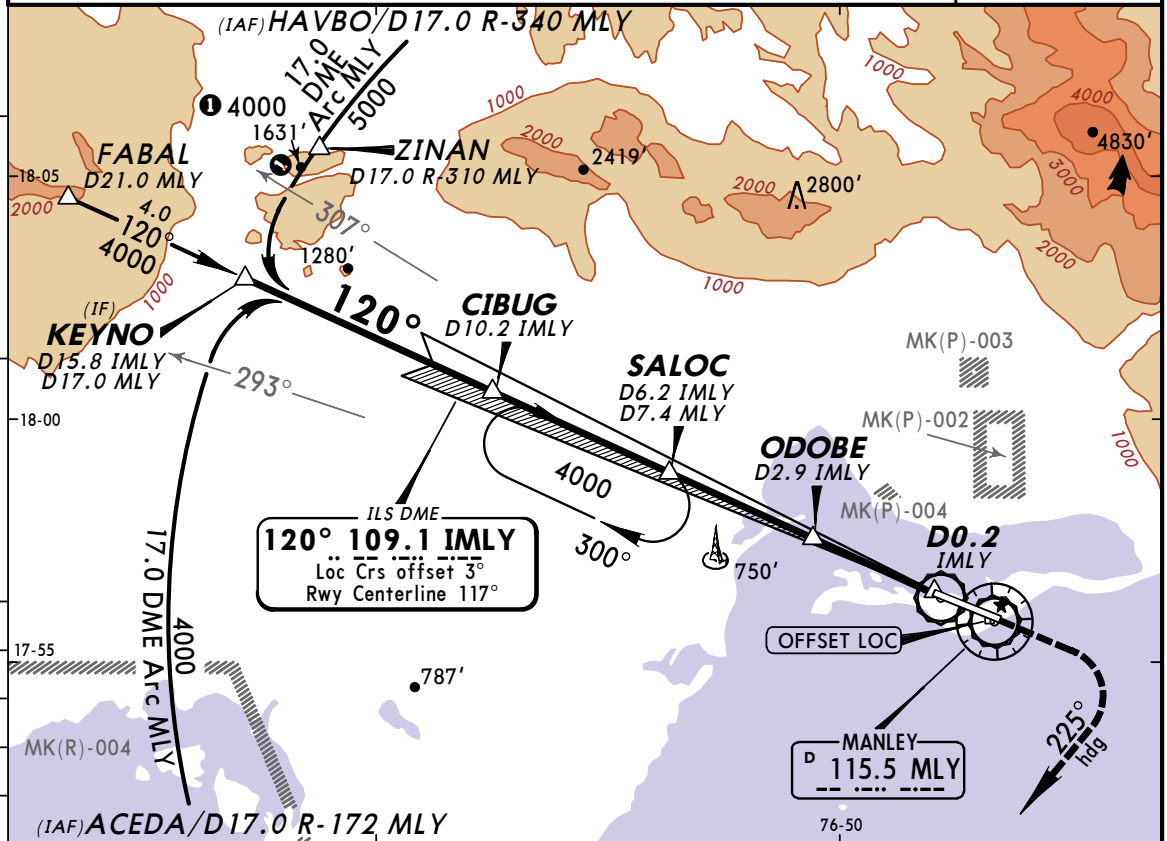 (IAF) HAVBO/D17.0 R-340 MLY
17.0
DME
Arc MLY
5000
1 4000
1631'
2
ZINAN
D17.0 R-310 MLY
FABAL
D21.0 MLY
4.0
120°
4000
18-05
2000
1000
307°
1280'
1000
2000
2419'
2000
2800'
1000
1000
4000
4830'
3000
2000
1000
(IF)
KEYNO
D15.8 IMLY
D17.0 MLY
293°
120°
CIBUG
D10.2 IMLY
SALOC
D6.2 IMLY
D7.4 MLY
ODOBE
D2.9 IMLY
MK(P)-003
MK(P)-002
MK(P)-004
18-00
4000
300°
ILS DME
120° 109.1 IMLY
Loc Crs offset 3°
Rwy Centerline 117°
750'
D0.2
IMLY
OFFSET LOC
17.0 DME Arc MLY
4000
17-55
787'
MK(R)-004
MANLEY
D 115.5 MLY
225°
hdg
(IAF) ACEDA/D17.0 R-172 MLY
76-50